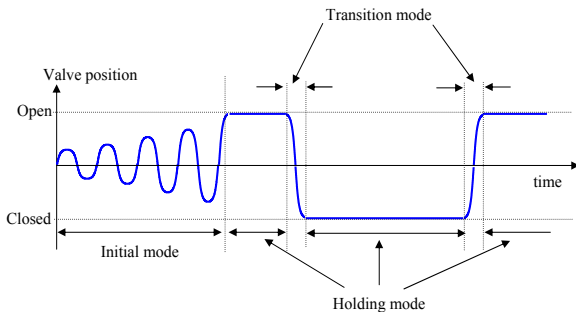 Transition mode
Valve position
Open
time
Closed
Initial mode
Holding mode